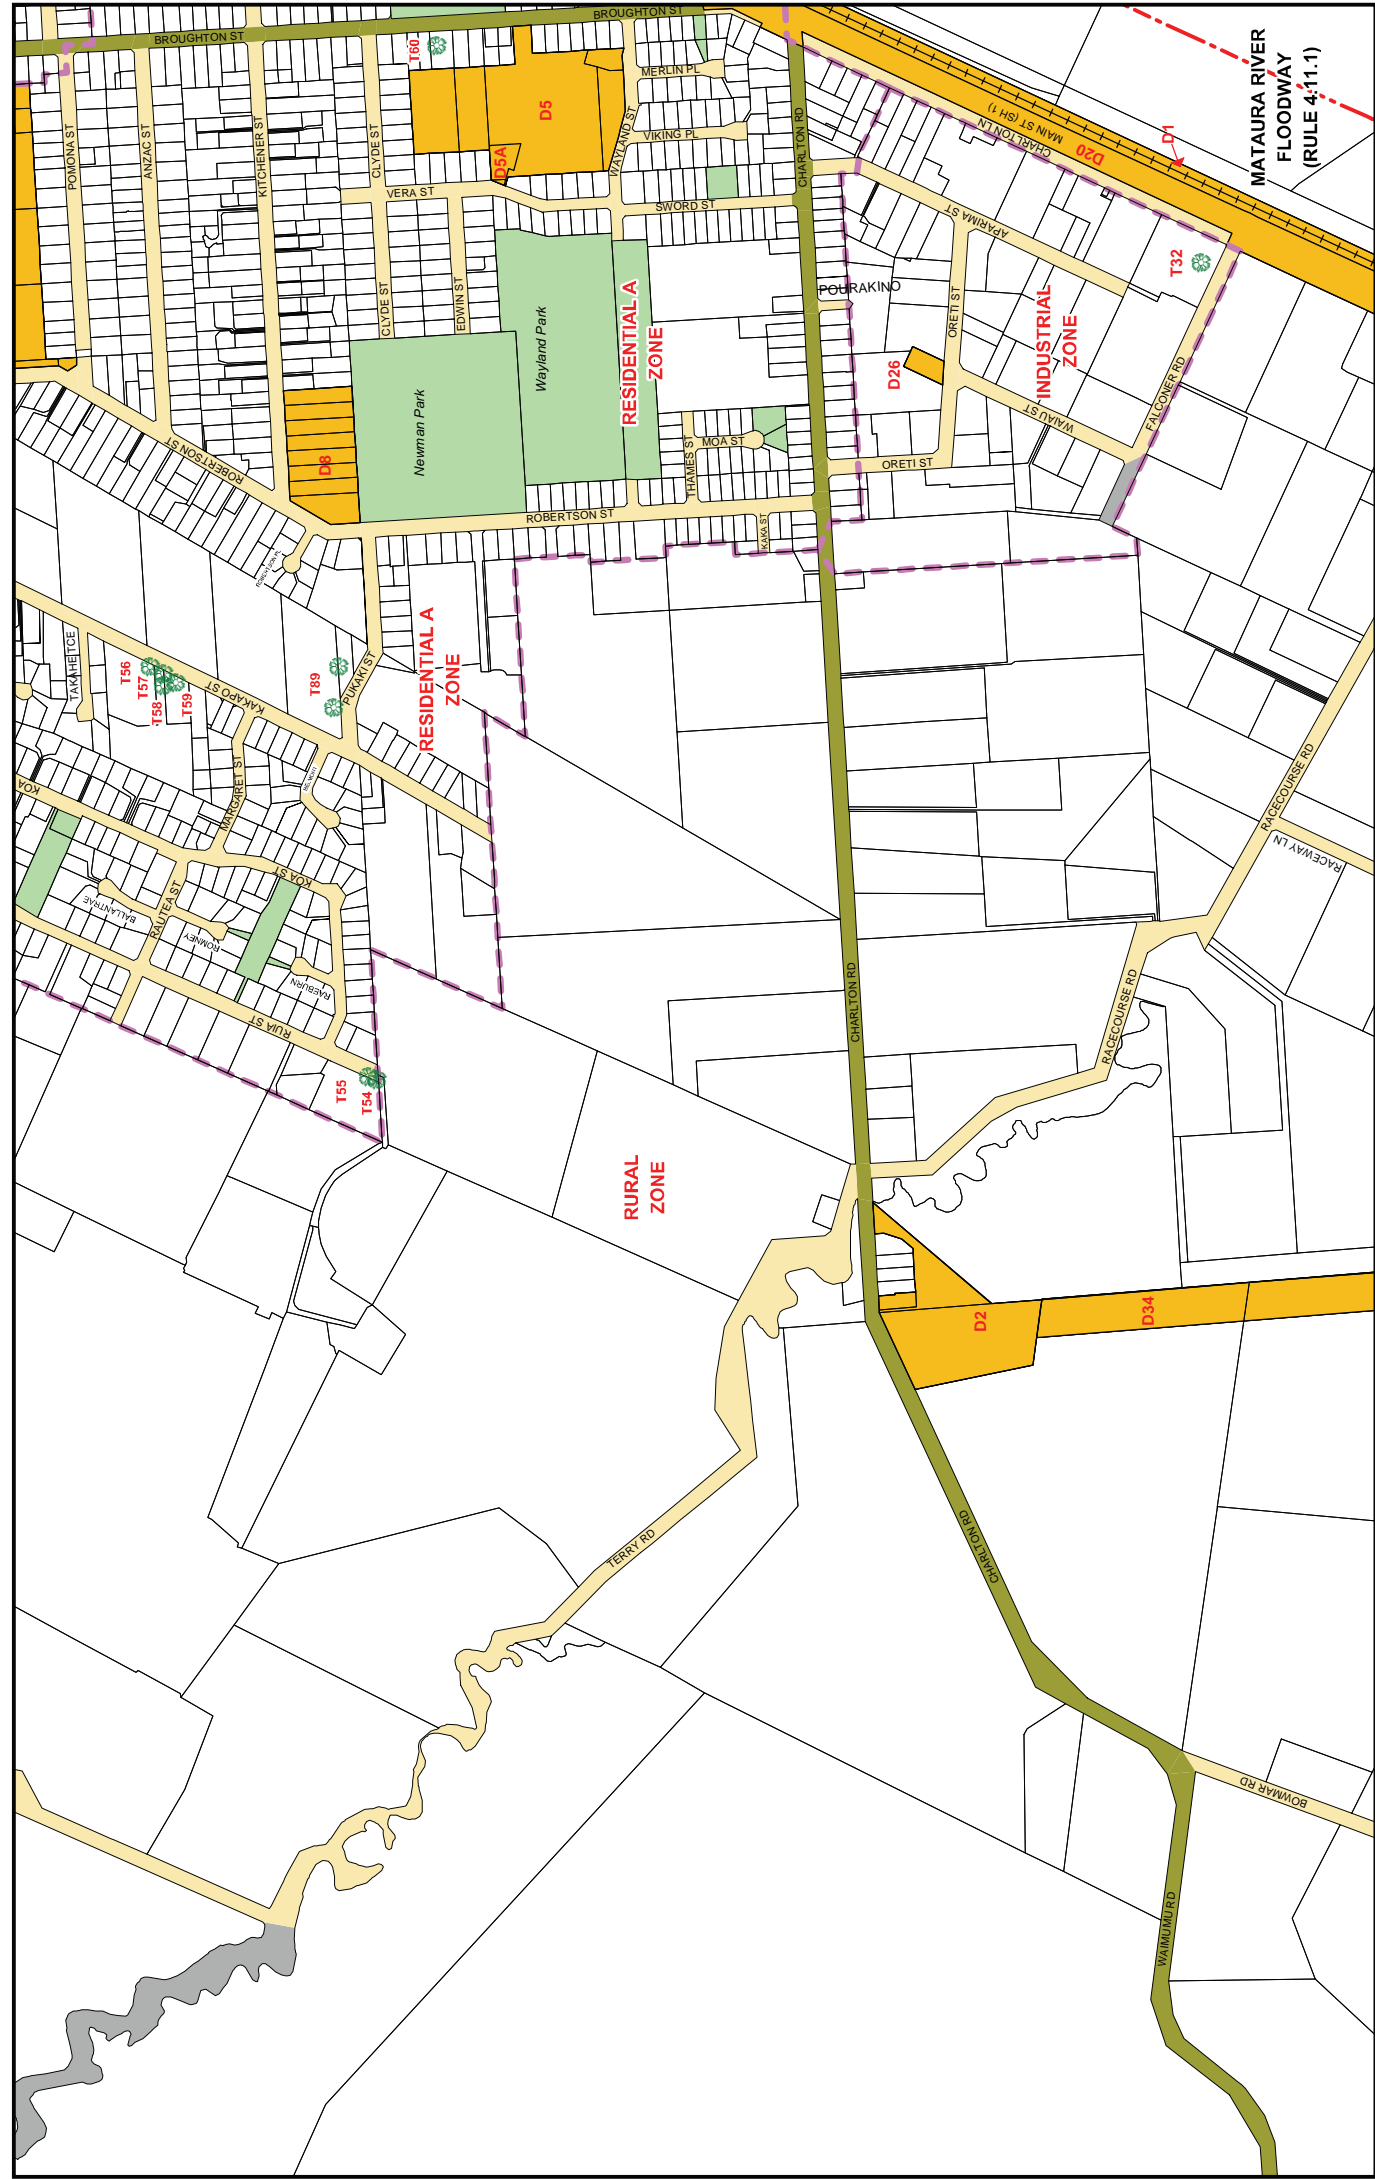 BROUGHTON ST
BROUGHTON ST
POMONA ST
ANZAC ST
KITCHENER ST
CLYDE ST
T60
D5
D5A
MERLIN PL
WAYLAND ST
VIKING PL
VERA ST
SWORD ST
CHARLTON RD
CHARLTON LN
MAIN ST (SH 1)
D20
D1
MATAURA RIVER
FLOODWAY
(RULE 4.11.1)
APARIMA ST
T32
CLYDE ST
EDWIN ST
Wayland Park
RESIDENTIAL A
ZONE
POURAKINO
ORETI ST
INDUSTRIAL
ZONE
D26
WAIAU ST
FALCONER RD
Newman Park
D8
ROBERTSON ST
THAMES ST
MOA ST
ORETI ST
ROBERTSON ST
KAKA ST
TAKAHE TCE
T56
T57
T58
T59
KAKAPO ST
T89
PUKAKI ST
RESIDENTIAL A
ZONE
KOA
MARGARET ST
KOA ST
BALLANTRAE
RAUTEA ST
ROMNEY
RAEBURN
RUIA ST
T55
T54
RACECOURSE RD
RACEWAY LN
CHARLTON RD
RACECOURSE RD
RURAL
ZONE
D2
D34
TERRY RD
CHARLTON RD
BOWMAR RD
WAIMUMU RD